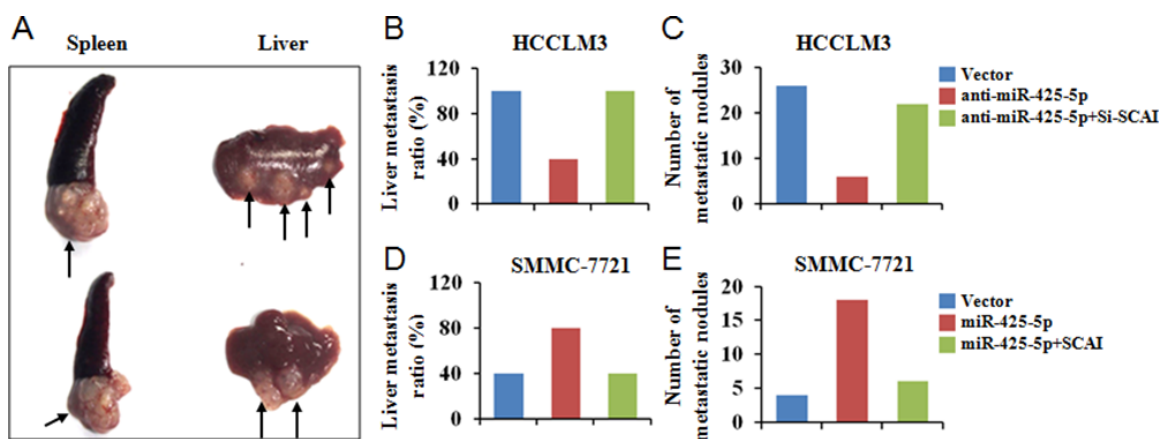 A
Spleen
Liver
B
HCCLM3
Liver metastasis
ratio (%)
120
80
40
0
C
HCCLM3
Number of
metastatic nodules
30
20
10
0
Vector
anti-miR-425-5p
anti-miR-425-5p+Si-SCAI
D
SMMC-7721
Liver metastasis
ratio (%)
120
80
40
0
E
SMMC-7721
Number of
metastatic nodules
20
15
10
5
0
Vector
miR-425-5p
miR-425-5p+SCAI